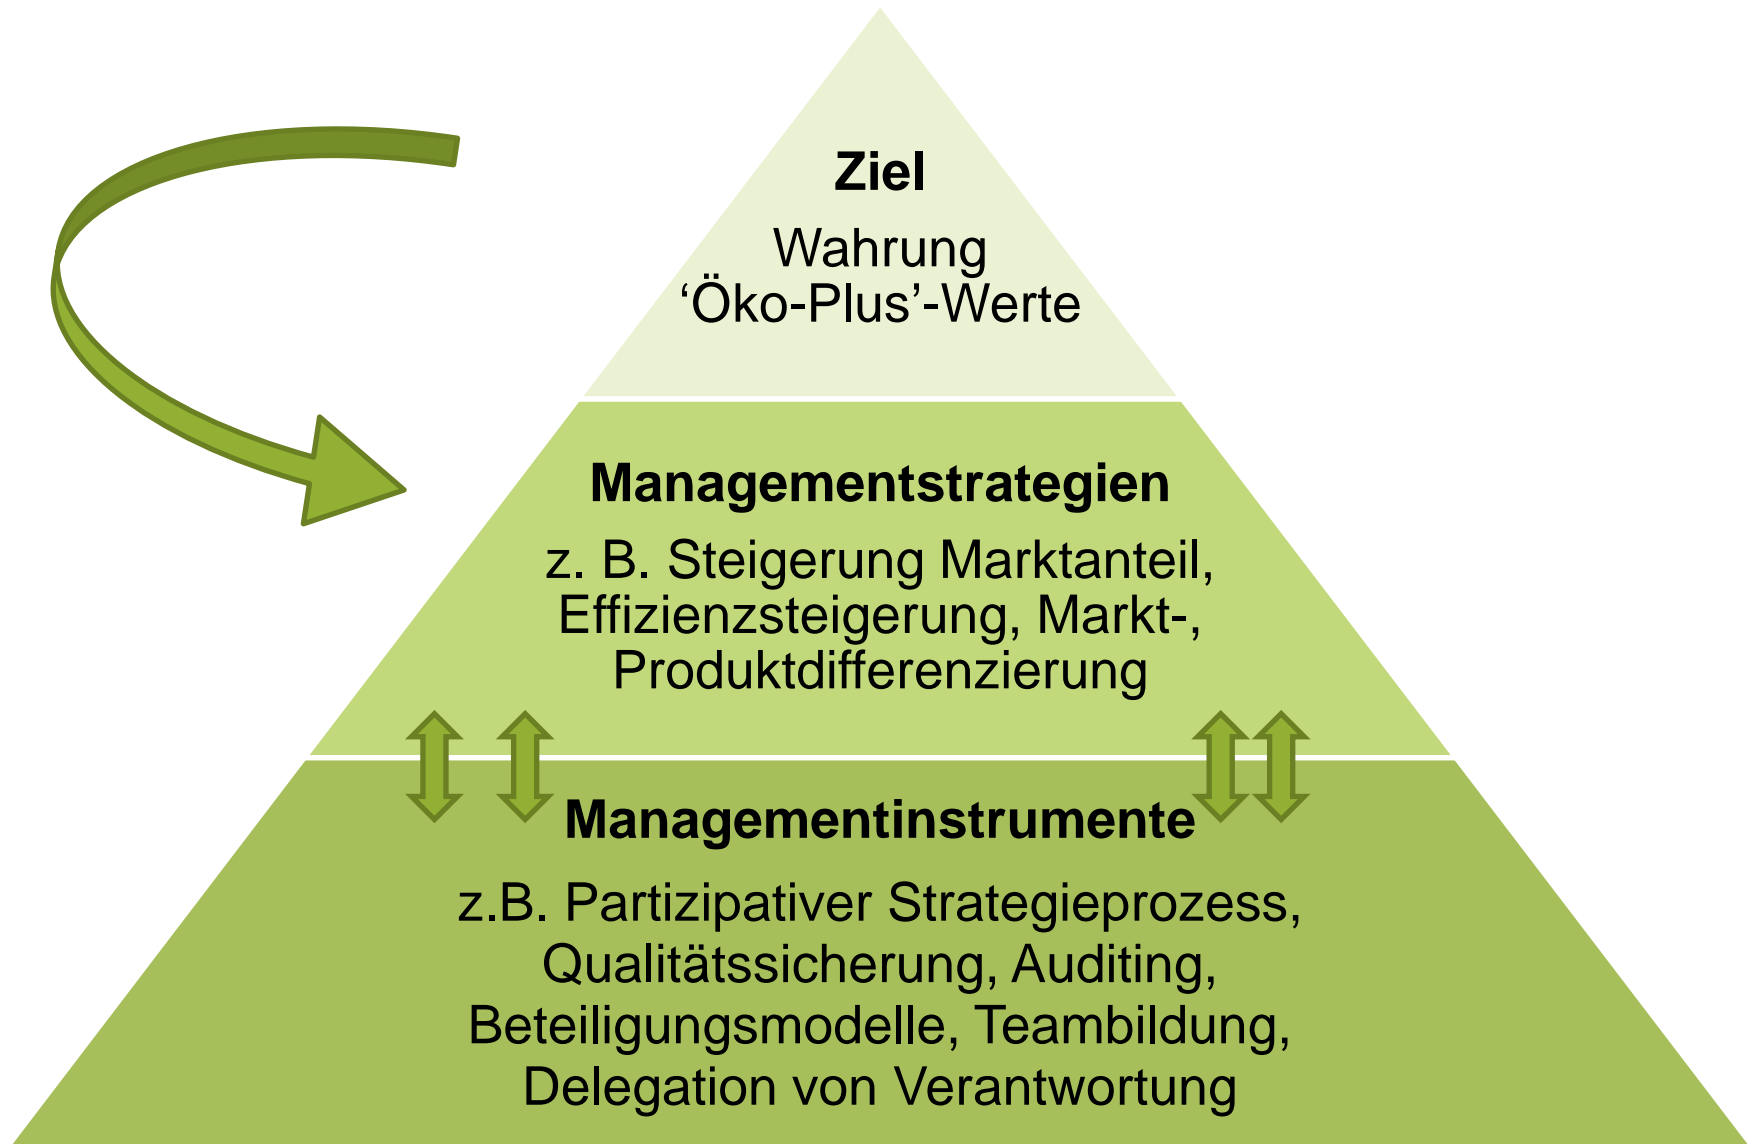 Ziel
Wahrung
‘Öko-Plus’-Werte
Managementstrategien
z. B. Steigerung Marktanteil,
Effizienzsteigerung, Markt-,
Produktdifferenzierung
Managementinstrumente
z.B. Partizipativer Strategieprozess,
Qualitätssicherung, Auditing,
Beteiligungsmodelle, Teambildung,
Delegation von Verantwortung